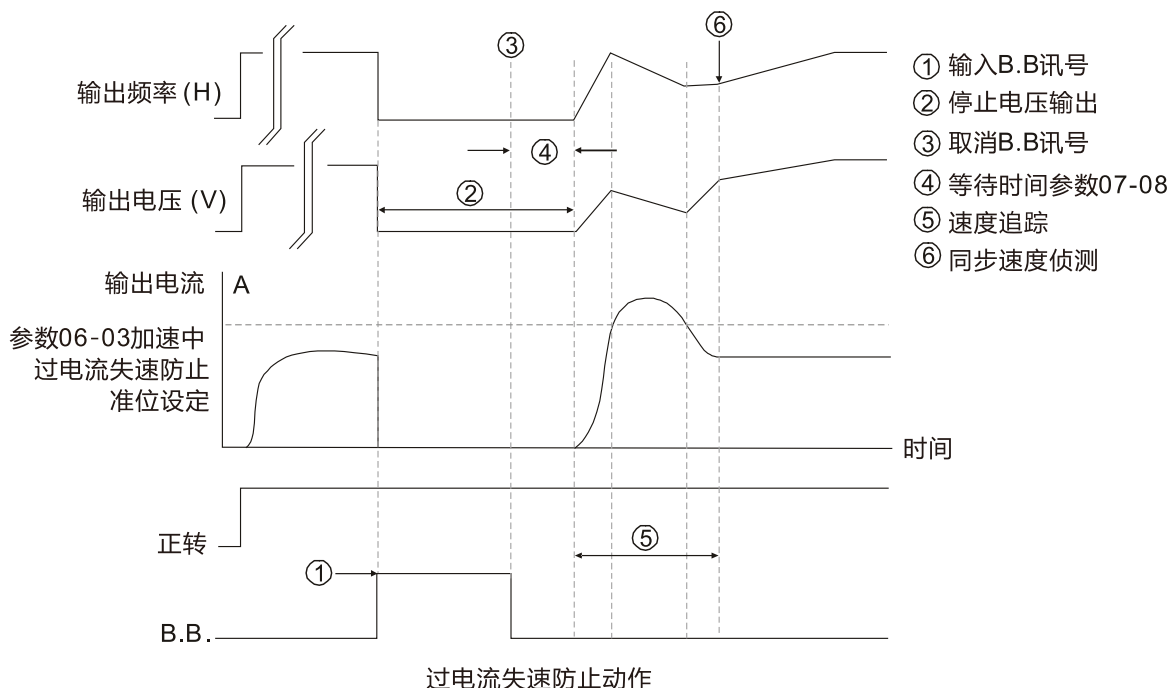 ③
⑥
输出频率 (H)
④
② 
输出电压 (V)
① 输入B.B讯号
② 停止电压输出
③ 取消B.B讯号
④ 等待时间参数07-08
⑤ 速度追踪
⑥ 同步速度侦测
输出电流 A
参数06-03加速中
过电流失速防止
准位设定
时间
正转
⑤
①
B.B.
过电流失速防止动作